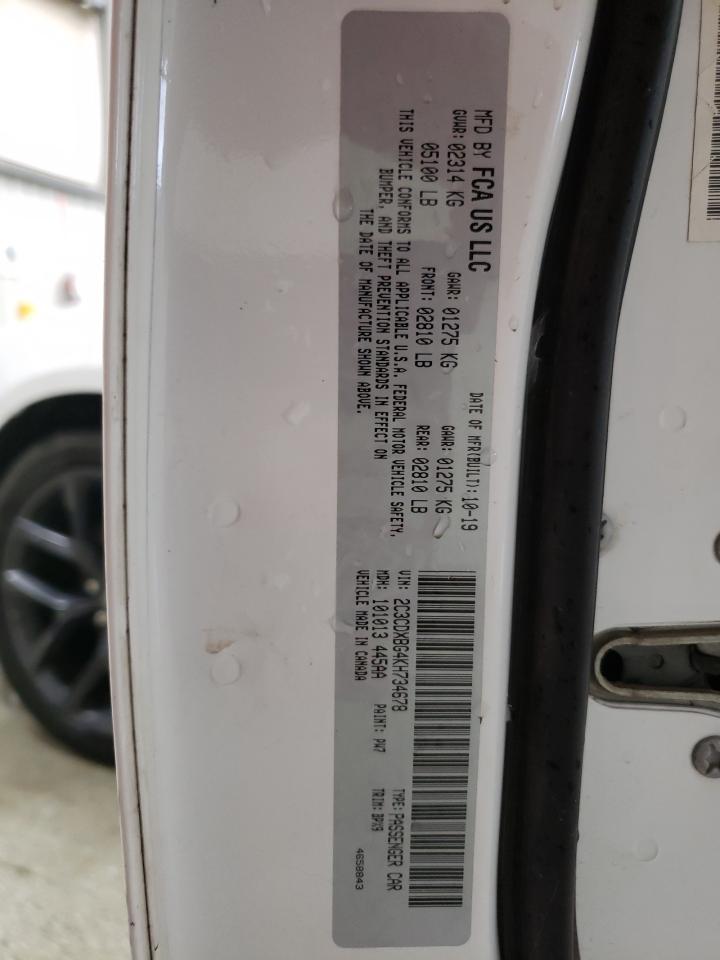 MFD BY FCA US LLC
DATE OF MFR(BUILT): 10-19
GVWR: 02314 KG
GAWR: 01275 KG
GAWR: 01275 KG
05100 LB
FRONT: 02810 LB
REAR: 02810 LB
THIS VEHICLE CONFORMS TO ALL APPLICABLE U.S.A. FEDERAL MOTOR VEHICLE SAFETY,
BUMPER, AND THEFT PREVENTION STANDARDS IN EFFECT ON
THE DATE OF MANUFACTURE SHOWN ABOVE.
VIN: 2C3CDXBG4KH734678
TYPE: PASSENGER CAR
MDH: 101013 445AA
PAINT: PW7
TRIM: BPX9
VEHICLE MADE IN CANADA
4658843